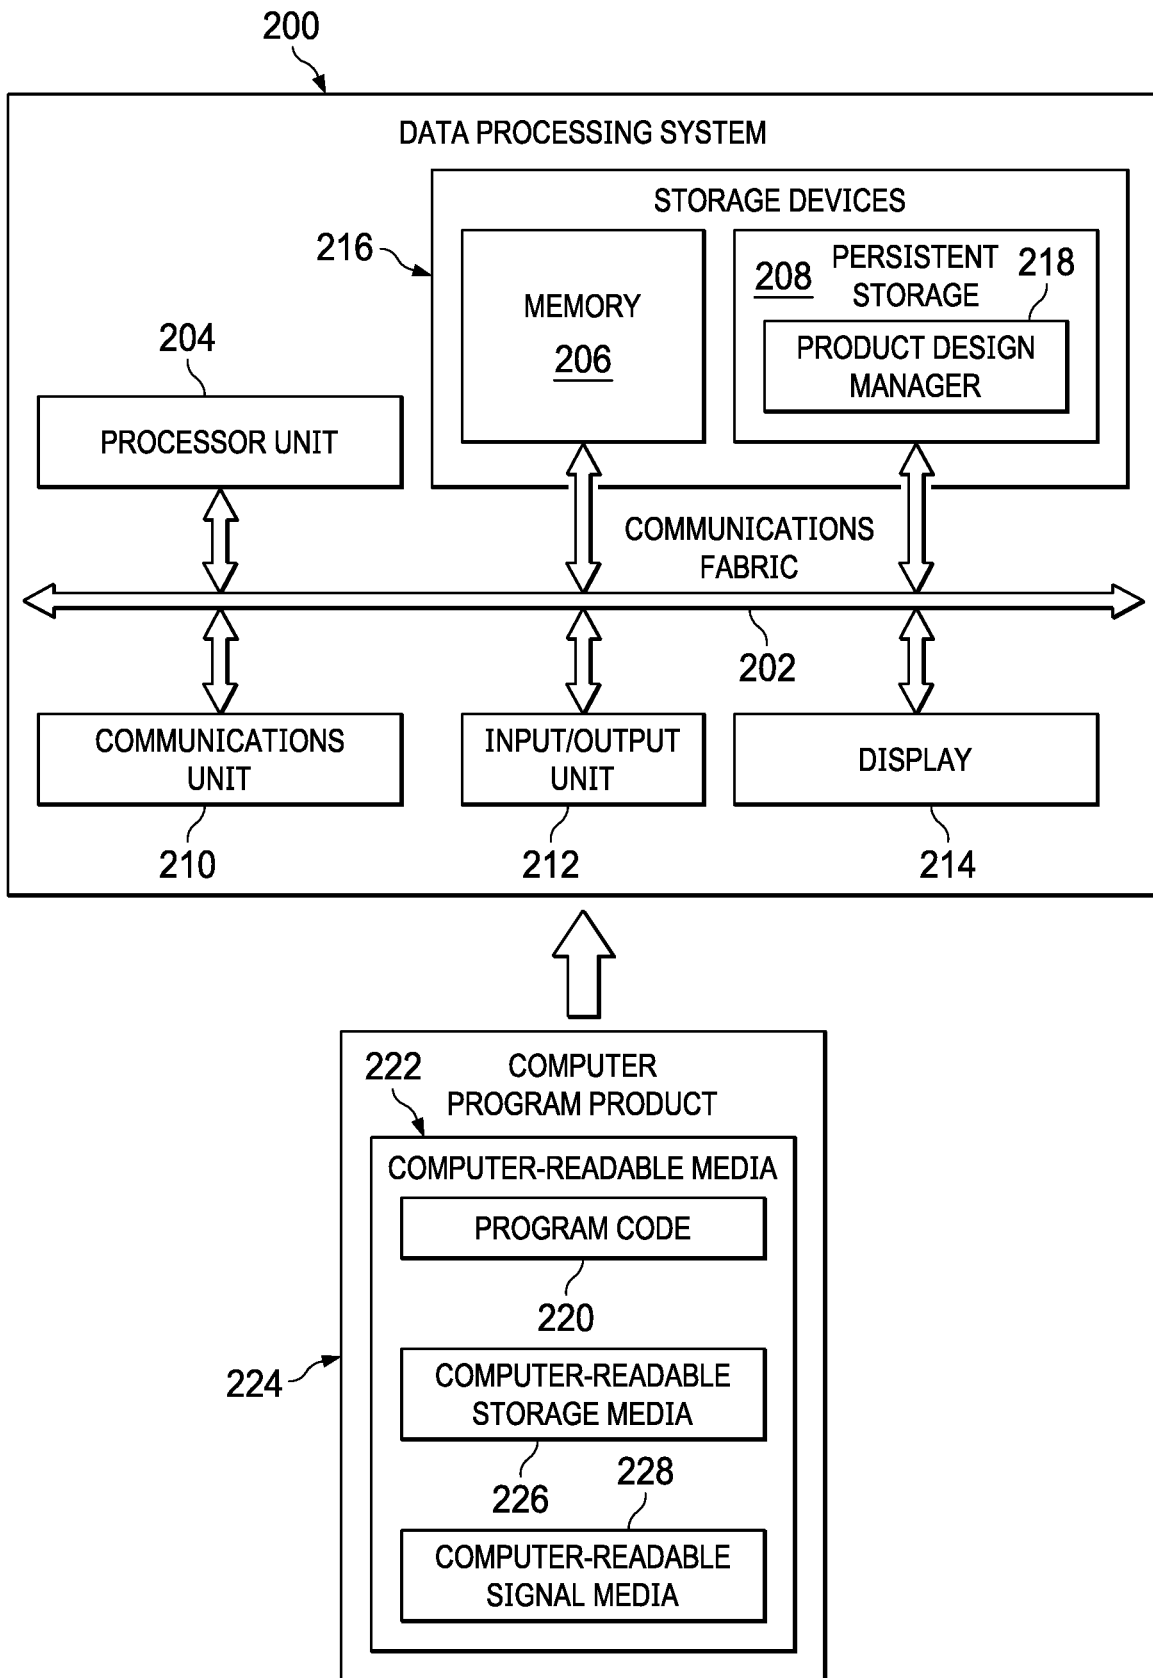 200
DATA PROCESSING SYSTEM
STORAGE DEVICES
216
MEMORY
206
208
PERSISTENT
STORAGE
218
PRODUCT DESIGN
MANAGER
204
PROCESSOR UNIT
COMMUNICATIONS
FABRIC
202
COMMUNICATIONS
UNIT
210
INPUT/OUTPUT
UNIT
212
DISPLAY
214
COMPUTER
PROGRAM PRODUCT
222
COMPUTER-READABLE MEDIA
PROGRAM CODE
220
224
COMPUTER-READABLE
STORAGE MEDIA
226
228
COMPUTER-READABLE
SIGNAL MEDIA